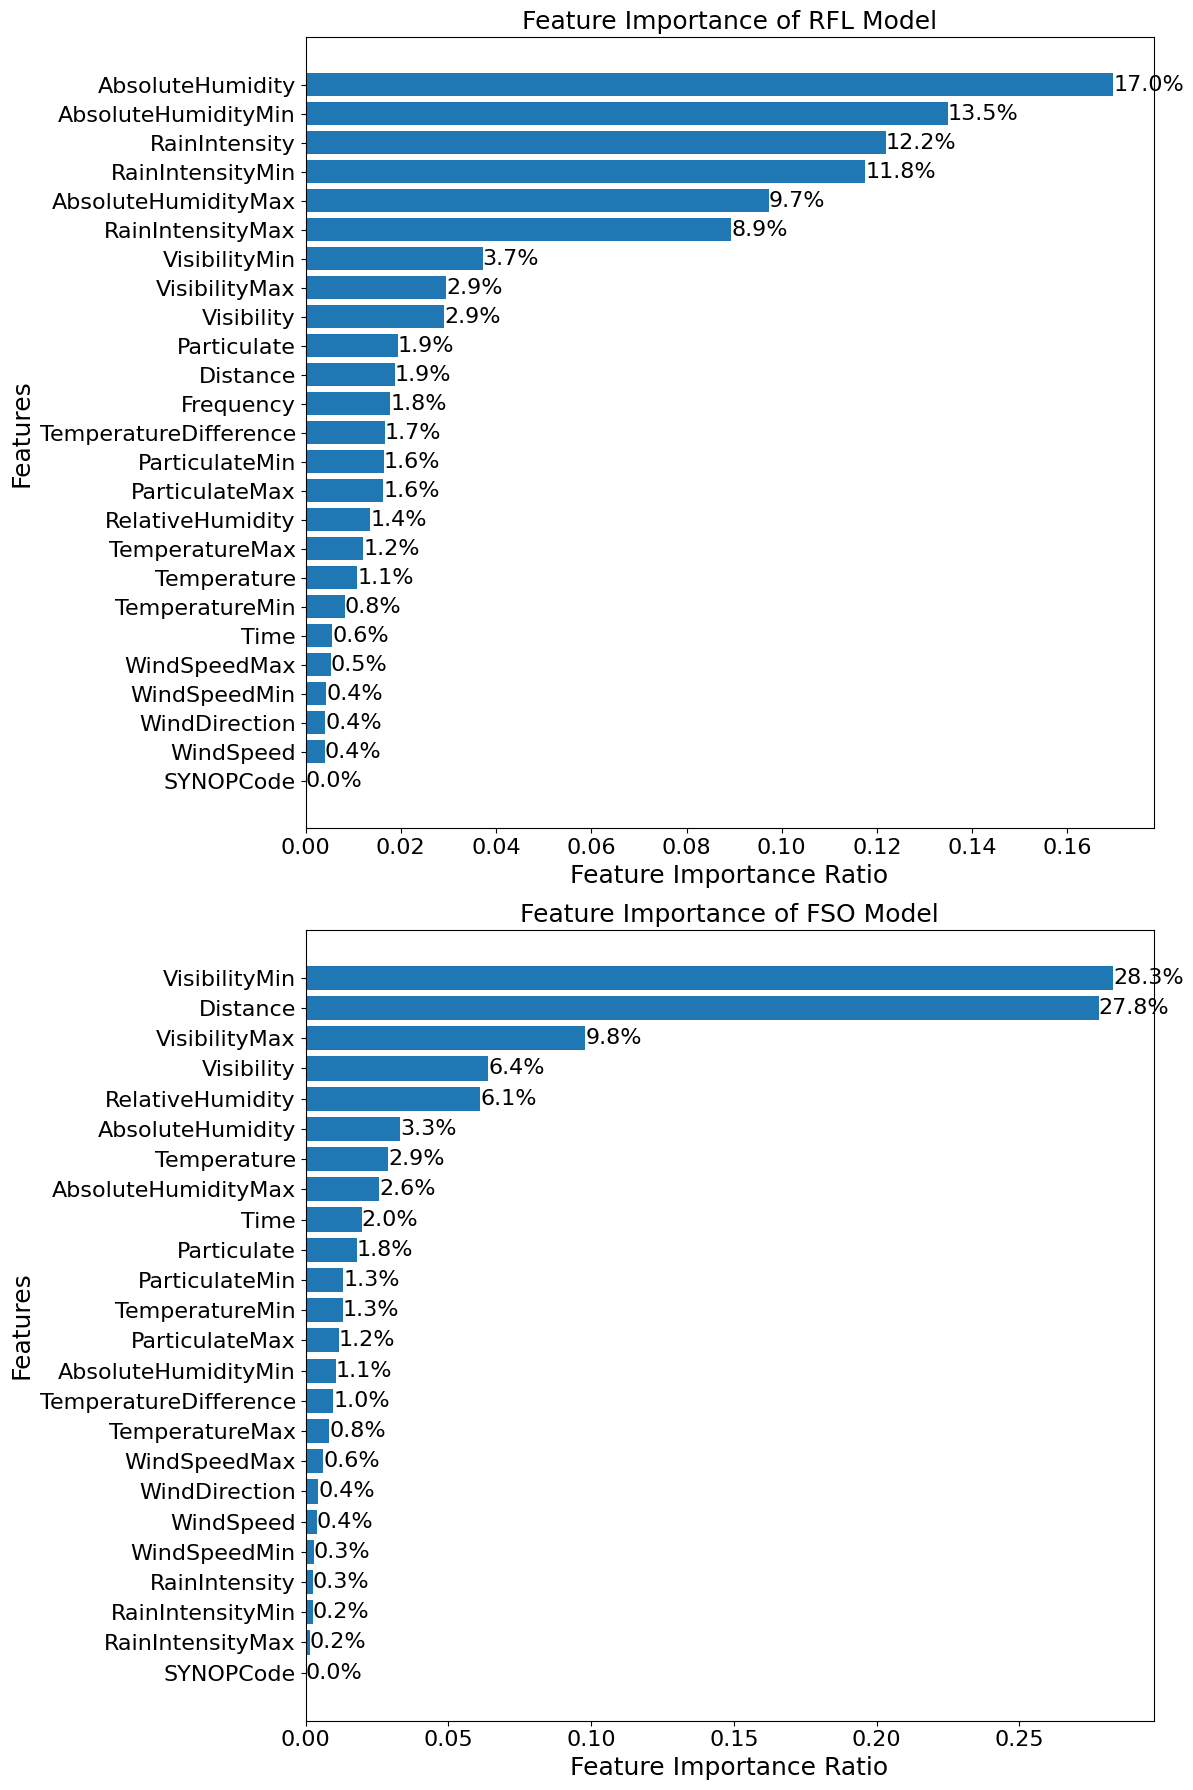 Feature Importance of RFL Model
AbsoluteHumidity 17.0%
AbsoluteHumidityMin 13.5%
RainIntensity 12.2%
RainIntensityMin 11.8%
AbsoluteHumidityMax 9.7%
RainIntensityMax 8.9%
VisibilityMin 3.7%
VisibilityMax 2.9%
Visibility 2.9%
Particulate 1.9%
Distance 1.9%
Frequency 1.8%
TemperatureDifference 1.7%
ParticulateMin 1.6%
ParticulateMax 1.6%
RelativeHumidity 1.4%
TemperatureMax 1.2%
Temperature 1.1%
TemperatureMin 0.8%
Time 0.6%
WindSpeedMax 0.5%
WindSpeedMin 0.4%
WindDirection 0.4%
WindSpeed 0.4%
SYNOPCode 0.0%
Features
0.00 0.02 0.04 0.06 0.08 0.10 0.12 0.14 0.16
Feature Importance Ratio
Feature Importance of FSO Model
VisibilityMin 28.3%
Distance 27.8%
VisibilityMax 9.8%
Visibility 6.4%
RelativeHumidity 6.1%
AbsoluteHumidity 3.3%
Temperature 2.9%
AbsoluteHumidityMax 2.6%
Time 2.0%
Particulate 1.8%
ParticulateMin 1.3%
TemperatureMin 1.3%
ParticulateMax 1.2%
AbsoluteHumidityMin 1.1%
TemperatureDifference 1.0%
TemperatureMax 0.8%
WindSpeedMax 0.6%
WindDirection 0.4%
WindSpeed 0.4%
WindSpeedMin 0.3%
RainIntensity 0.3%
RainIntensityMin 0.2%
RainIntensityMax 0.2%
SYNOPCode 0.0%
Features
0.00 0.05 0.10 0.15 0.20 0.25
Feature Importance Ratio